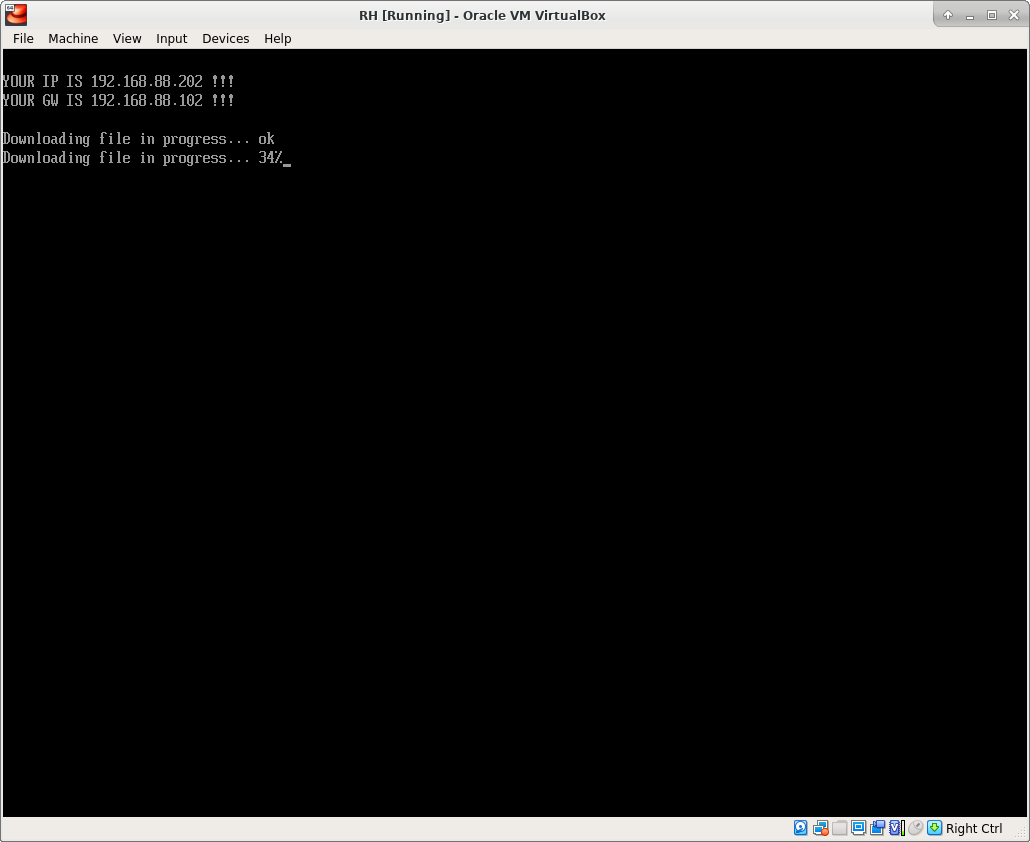 RH [Running] - Oracle VM VirtualBox
File Machine View Input Devices Help
YOUR IP IS 192.168.88.202 !!!
YOUR GW IS 192.168.88.102 !!!
Downloading file in progress... ok
Downloading file in progress... 34%_
Right Ctrl